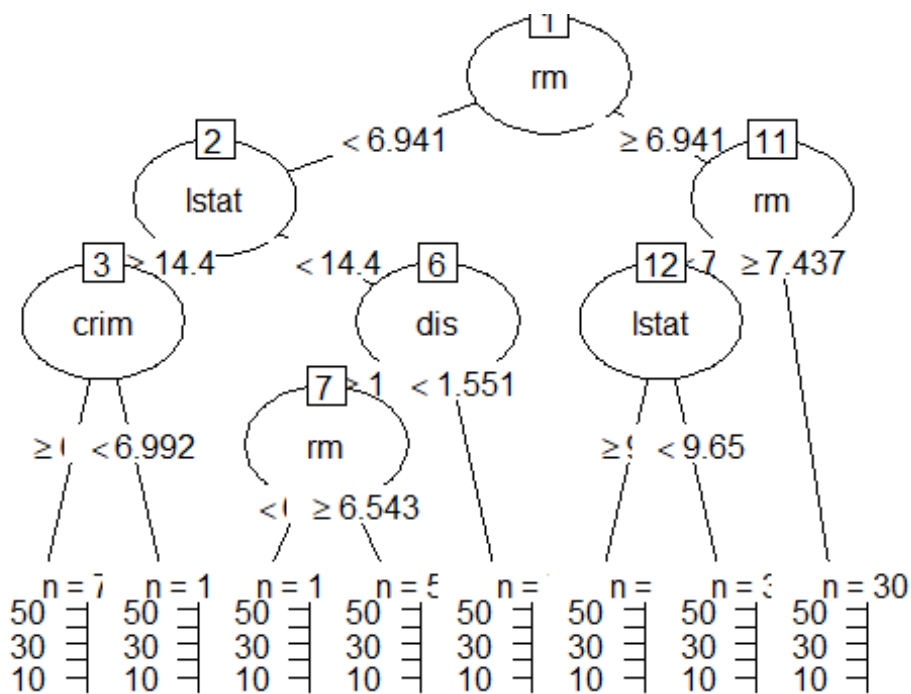 1
rm
2 < 6.941 ≥ 6.941 11
lstat rm
3 14.4 < 14.4 6 12 < 7 ≥ 7.437
crim dis lstat
7 < 1.551
≥ < 6.992 rm ≥ < 9.65
< ≥ 6.543
n = 7 n = 1 n = 1 n = 5 n = n = n = 30
50 50 50 50 50 50 50 50
30 30 30 30 30 30 30 30
10 10 10 10 10 10 10 10